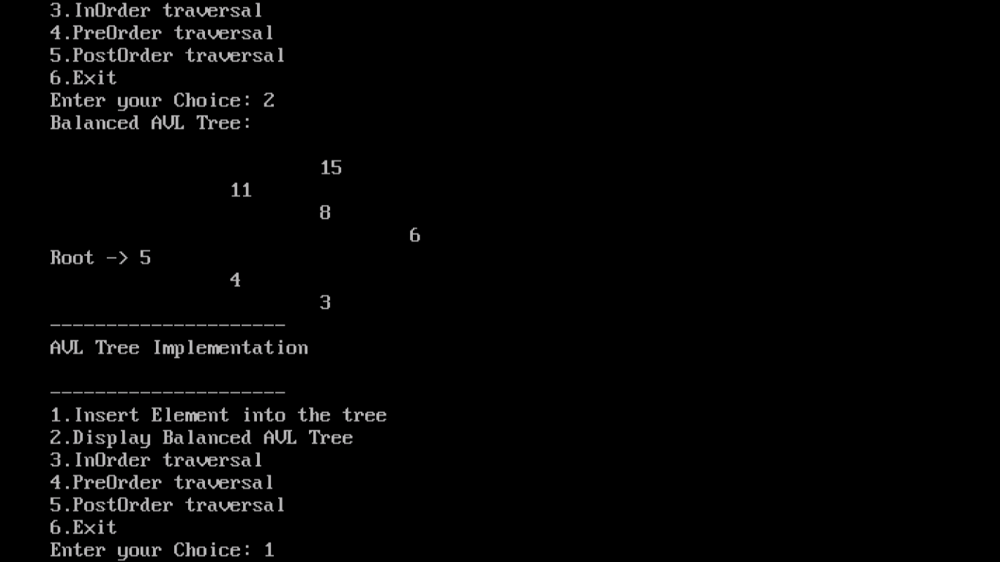 3.InOrder traversal
4.PreOrder traversal
5.PostOrder traversal
6.Exit
Enter your Choice: 2
Balanced AVL Tree:
15
11
8
6
Root -> 5
4
3
---------------------
AVL Tree Implementation
---------------------
1.Insert Element into the tree
2.Display Balanced AVL Tree
3.InOrder traversal
4.PreOrder traversal
5.PostOrder traversal
6.Exit
Enter your Choice: 1